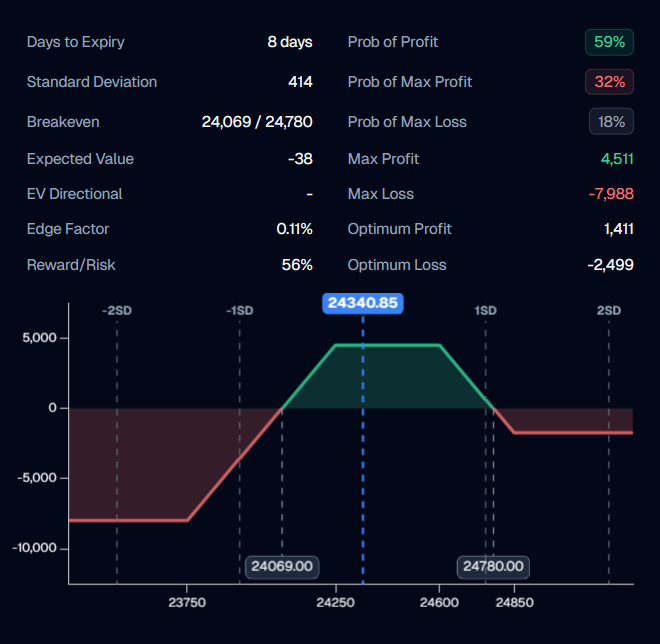 Days to Expiry 8 days Prob of Profit 59%
Standard Deviation 414 Prob of Max Profit 32%
Breakeven 24,069 / 24,780 Prob of Max Loss 18%
Expected Value -38 Max Profit 4,511
EV Directional - Max Loss -7,988
Edge Factor 0.11% Optimum Profit 1,411
Reward/Risk 56% Optimum Loss -2,499
24340.85
-2SD -1SD 1SD 2SD
5,000
0
-5,000
-10,000
24069.00 24780.00
23750 24250 24600 24850